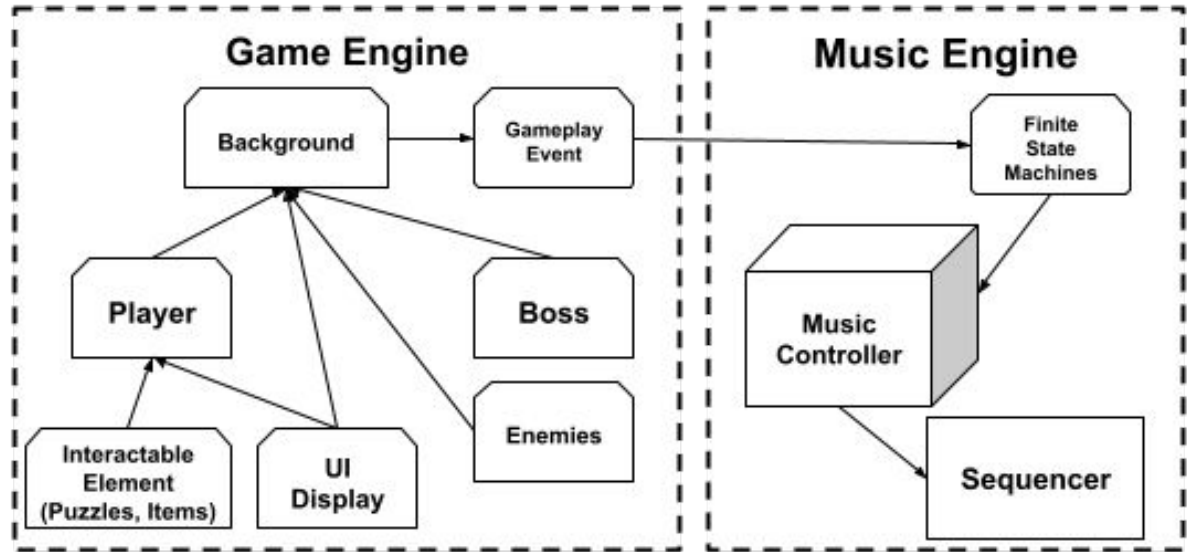 Game Engine
Background
Gameplay
Event
Player
Boss
Interactable
Element
(Puzzles, Items)
UI
Display
Enemies
Music Engine
Finite
State
Machines
Music
Controller
Sequencer